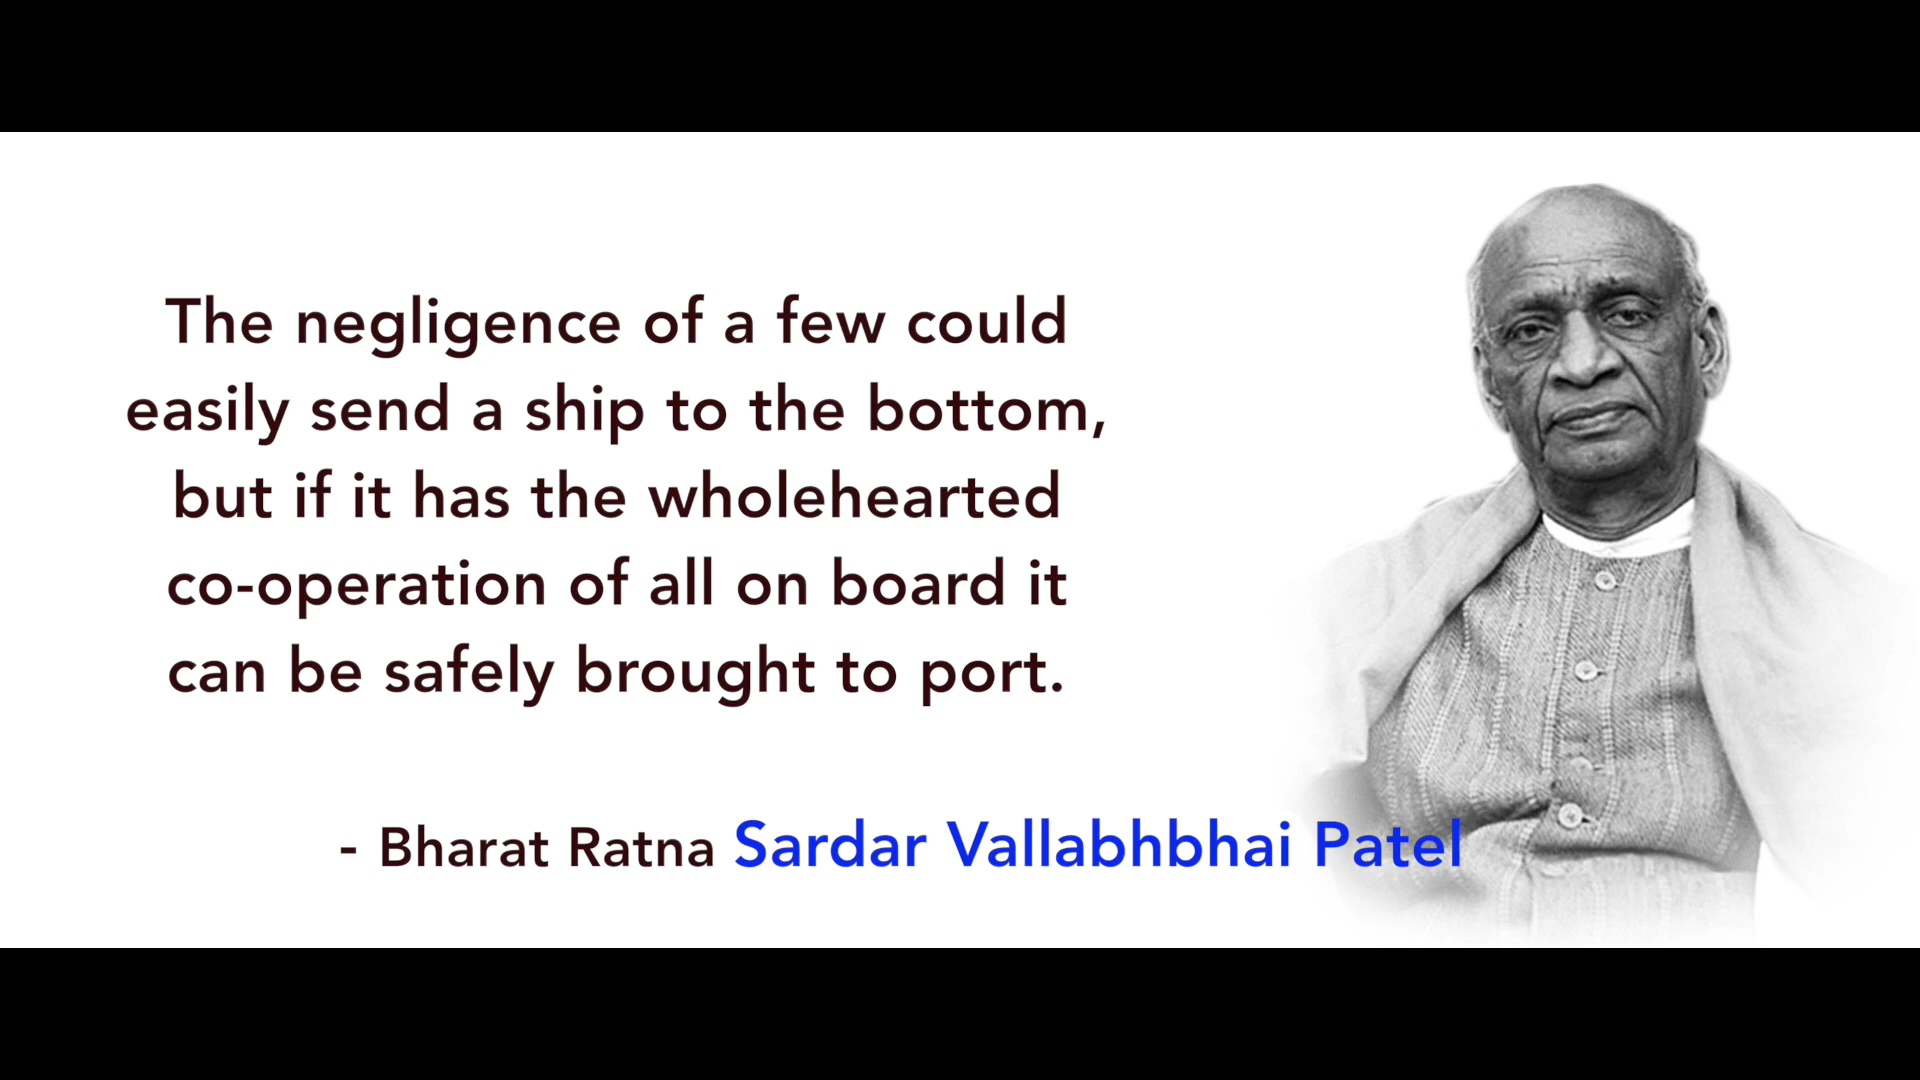 The negligence of a few could
easily send a ship to the bottom,
but if it has the wholehearted
co-operation of all on board it
can be safely brought to port.
- Bharat Ratna Sardar Vallabhbhai Patel